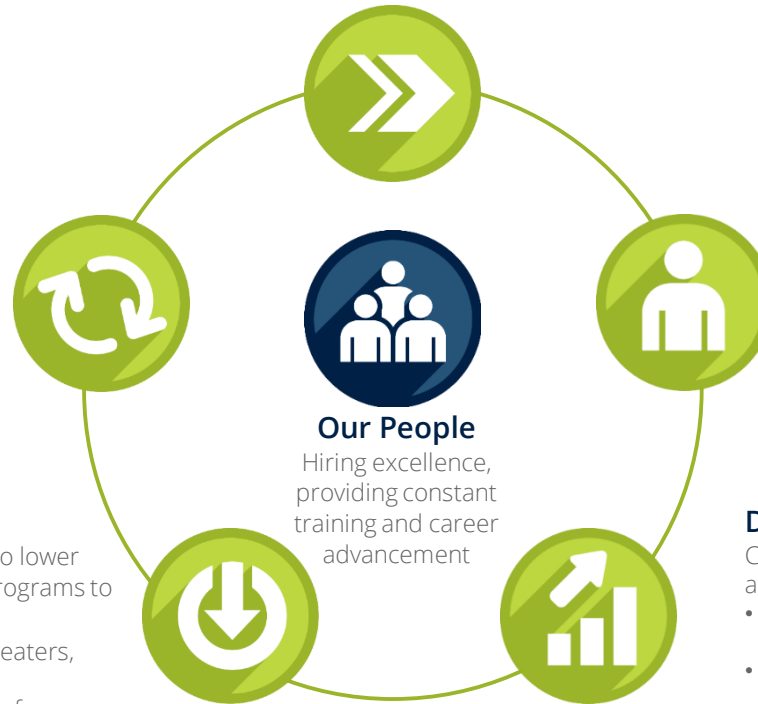 Our People
Hiring excellence,
providing constant
training and career
advancement
o lower
rograms to
eaters,
D
C
a
•
•